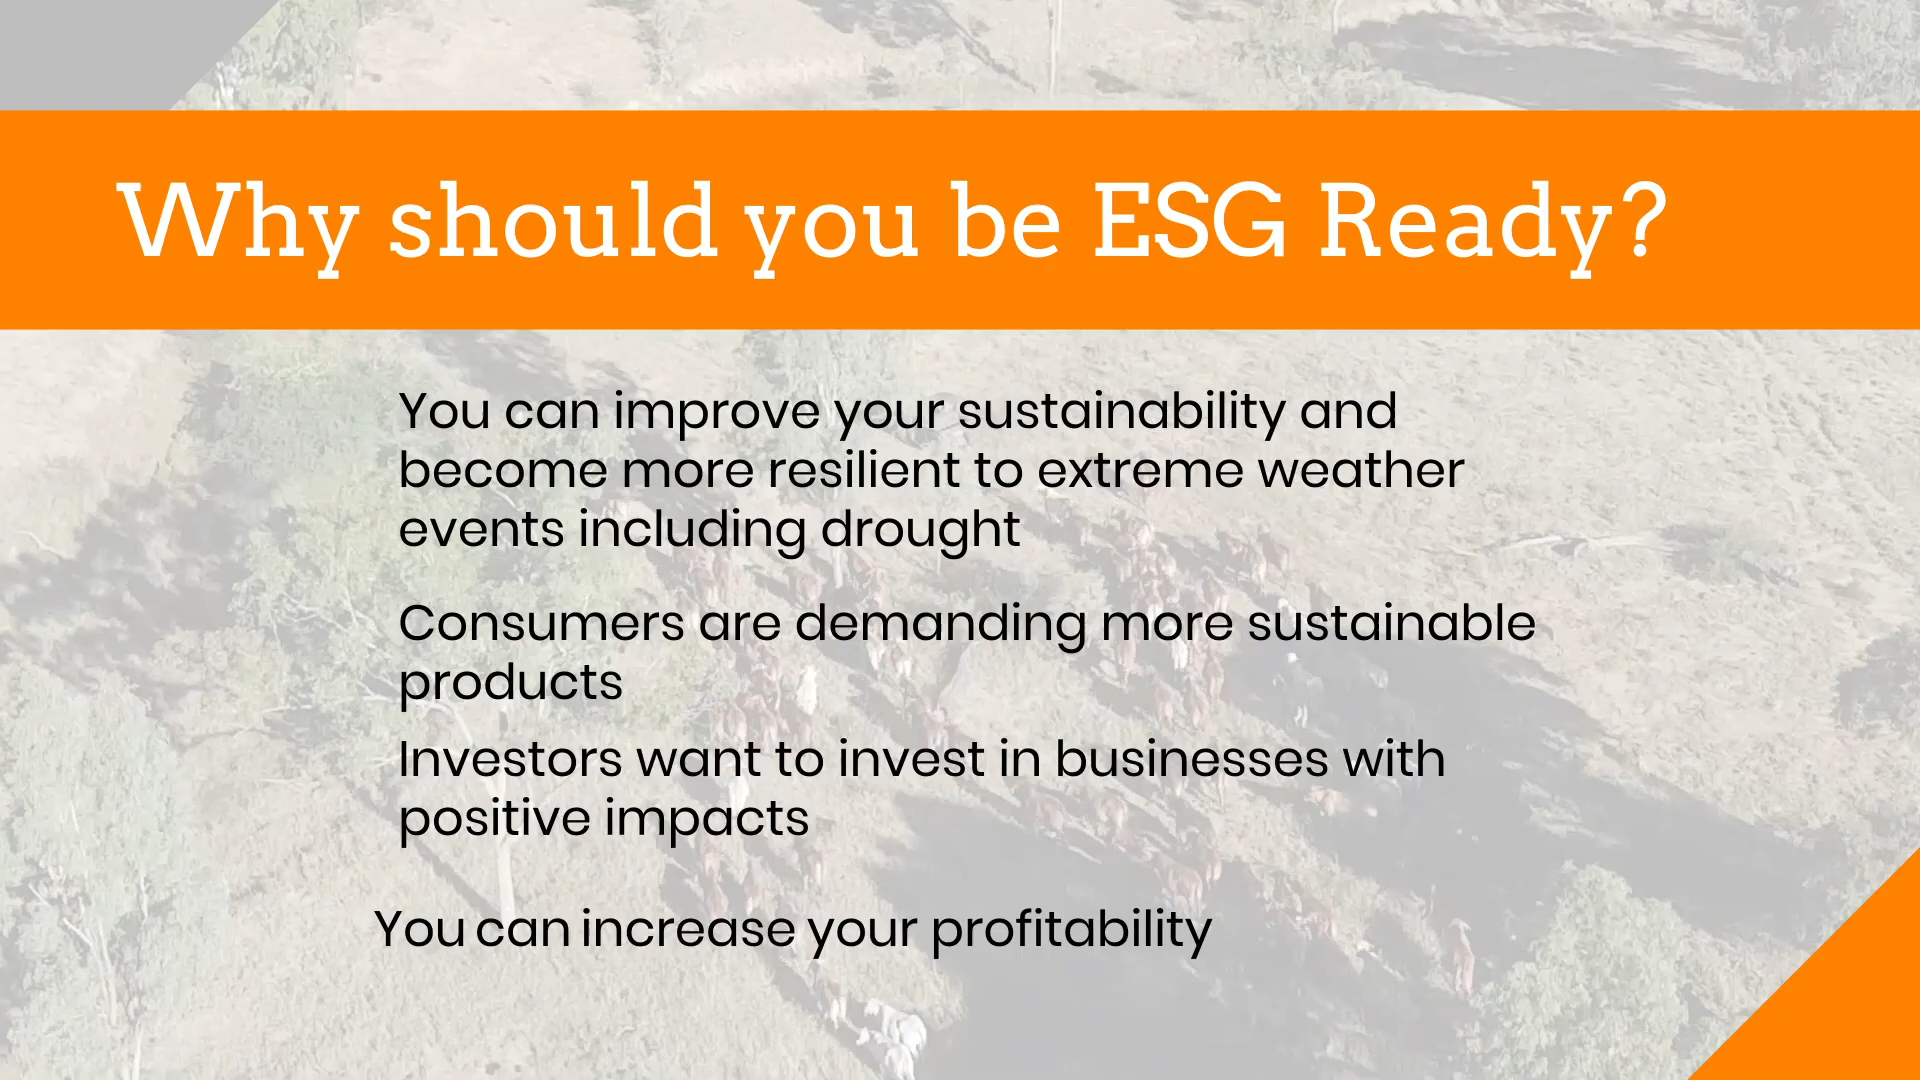 Why should you be ESG Ready?
You can improve your sustainability and
become more resilient to extreme weather
events including drought
Consumers are demanding more sustainable
products
Investors want to invest in businesses with
positive impacts
You can increase your profitability